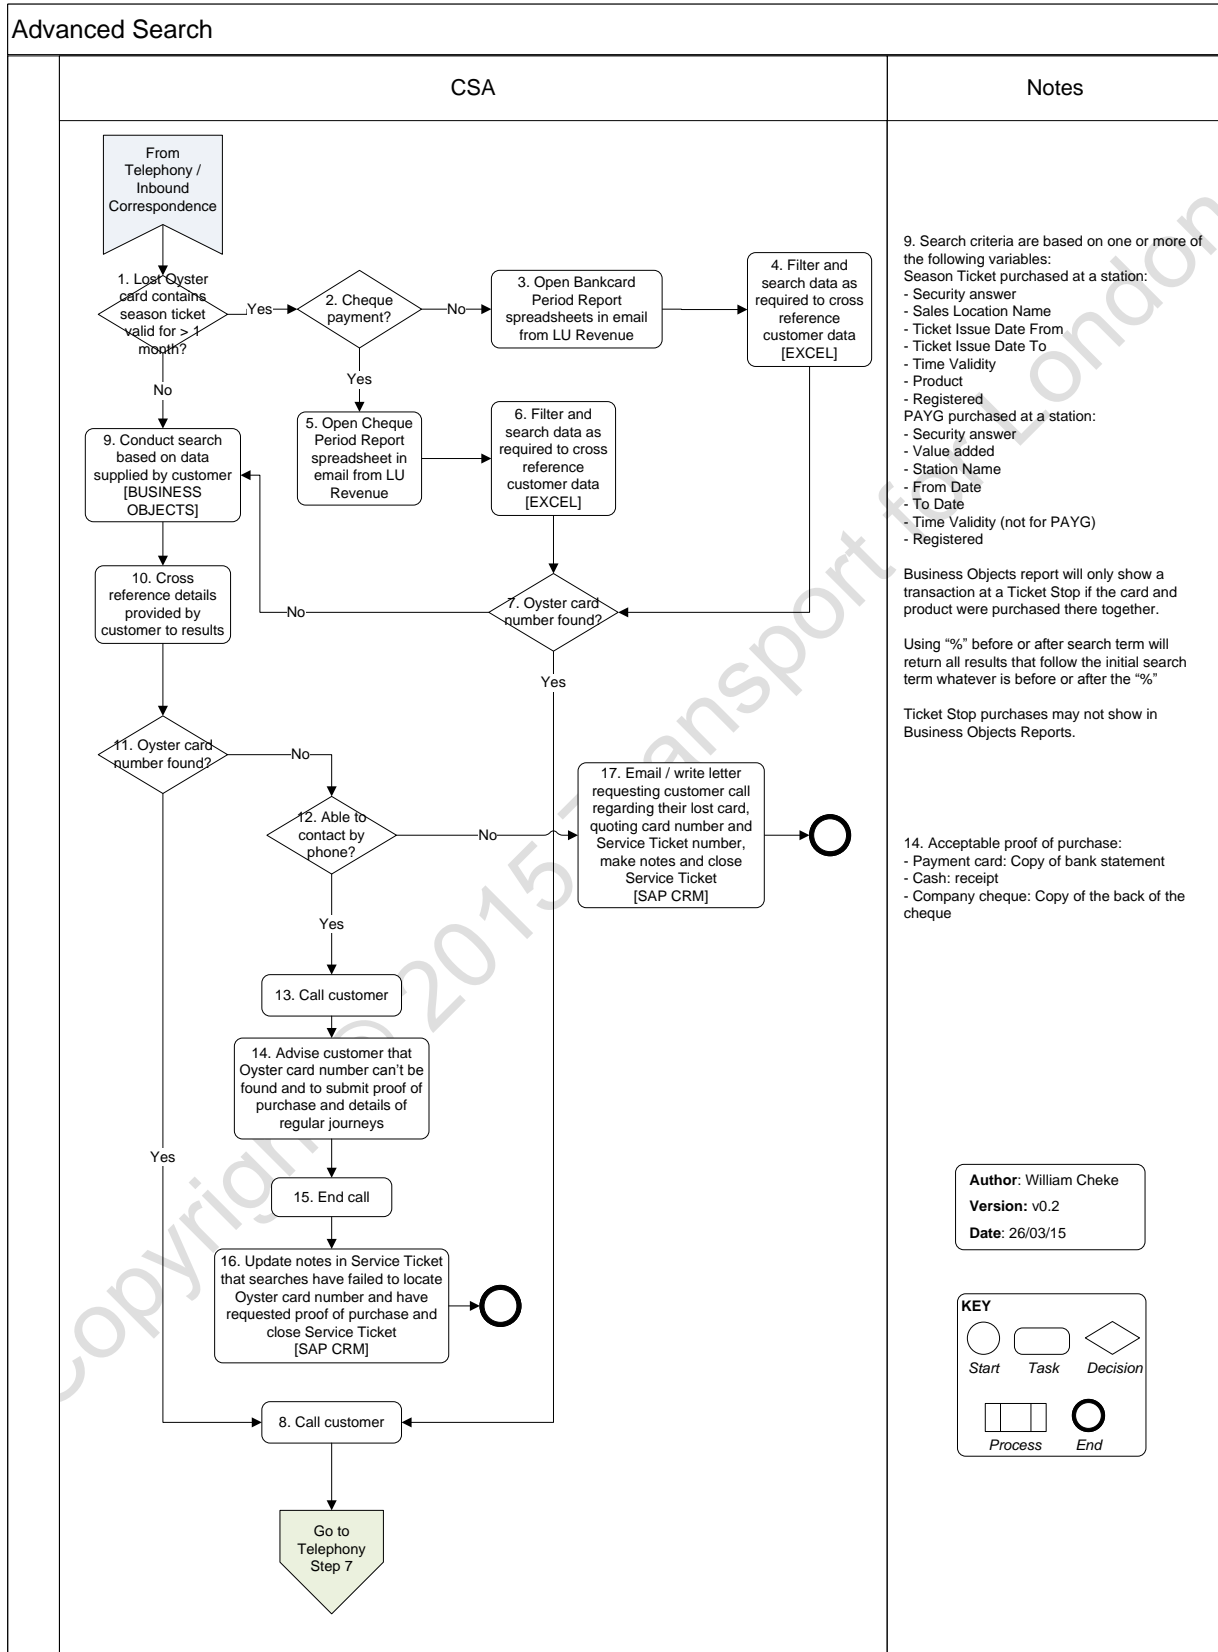 Advanced Search
CSA
Notes
From
Telephony /
Inbound
Correspondence
1. Lost Oyster
card contains
season ticket
valid for > 1
month?
Yes
2. Cheque
payment?
No
3. Open Bankcard
Period Report
spreadsheets in email
from LU Revenue
4. Filter and
search data as
required to cross
reference
customer data
[EXCEL]
No
Yes
9. Conduct search
based on data
supplied by customer
[BUSINESS
OBJECTS]
5. Open Cheque
Period Report
spreadsheet in
email from LU
Revenue
6. Filter and
search data as
required to cross
reference
customer data
[EXCEL]
10. Cross
reference details
provided by
customer to results
No
7. Oyster card
number found?
Yes
11. Oyster card
number found?
No
12. Able to
contact by
phone?
No
17. Email / write letter
requesting customer call
regarding their lost card,
quoting card number and
Service Ticket number,
make notes and close
Service Ticket
[SAP CRM]
Yes
13. Call customer
14. Advise customer that
Oyster card number can't be
found and to submit proof of
purchase and details of
regular journeys
Yes
15. End call
16. Update notes in Service Ticket
that searches have failed to locate
Oyster card number and have
requested proof of purchase and
close Service Ticket
[SAP CRM]
8. Call customer
Go to
Telephony
Step 7
9. Search criteria are based on one or more of
the following variables:
Season Ticket purchased at a station:
- Security answer
- Sales Location Name
- Ticket Issue Date From
- Ticket Issue Date To
- Time Validity
- Product
- Registered
PAYG purchased at a station:
- Security answer
- Value added
- Station Name
- From Date
- To Date
- Time Validity (not for PAYG)
- Registered
Business Objects report will only show a
transaction at a Ticket Stop if the card and
product were purchased there together.
Using “%” before or after search term will
return all results that follow the initial search
term whatever is before or after the “%”
Ticket Stop purchases may not show in
Business Objects Reports.
14. Acceptable proof of purchase:
- Payment card: Copy of bank statement
- Cash: receipt
- Company cheque: Copy of the back of the
cheque
Author: William Cheke
Version: v0.2
Date: 26/03/15
KEY
Start Task Decision
Process End
Copyright © 2015 Transport for London